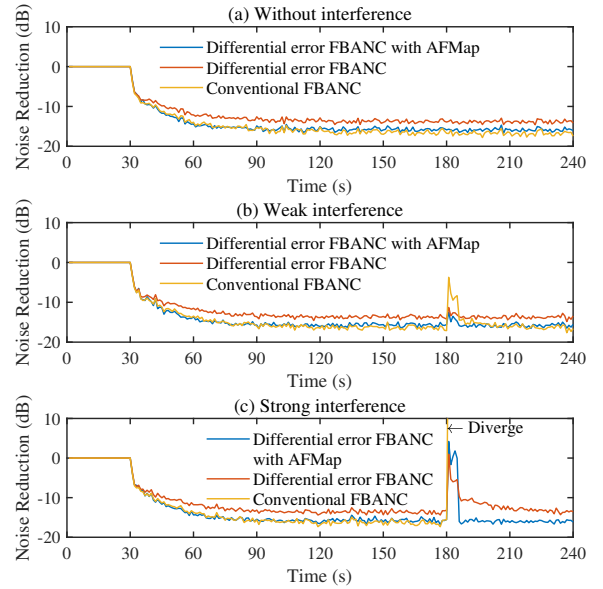 (a) Without interference
Noise Reduction (dB)
10
0
-10
-20
Differential error FBANC with AFMap
Differential error FBANC
Conventional FBANC
0 30 60 90 120 150 180 210 240
Time (s)
(b) Weak interference
Noise Reduction (dB)
10
0
-10
-20
Differential error FBANC with AFMap
Differential error FBANC
Conventional FBANC
0 30 60 90 120 150 180 210 240
Time (s)
(c) Strong interference
Noise Reduction (dB)
10
0
-10
-20
Differential error FBANC
with AFMap
Differential error FBANC
Conventional FBANC
← Diverge
0 30 60 90 120 150 180 210 240
Time (s)